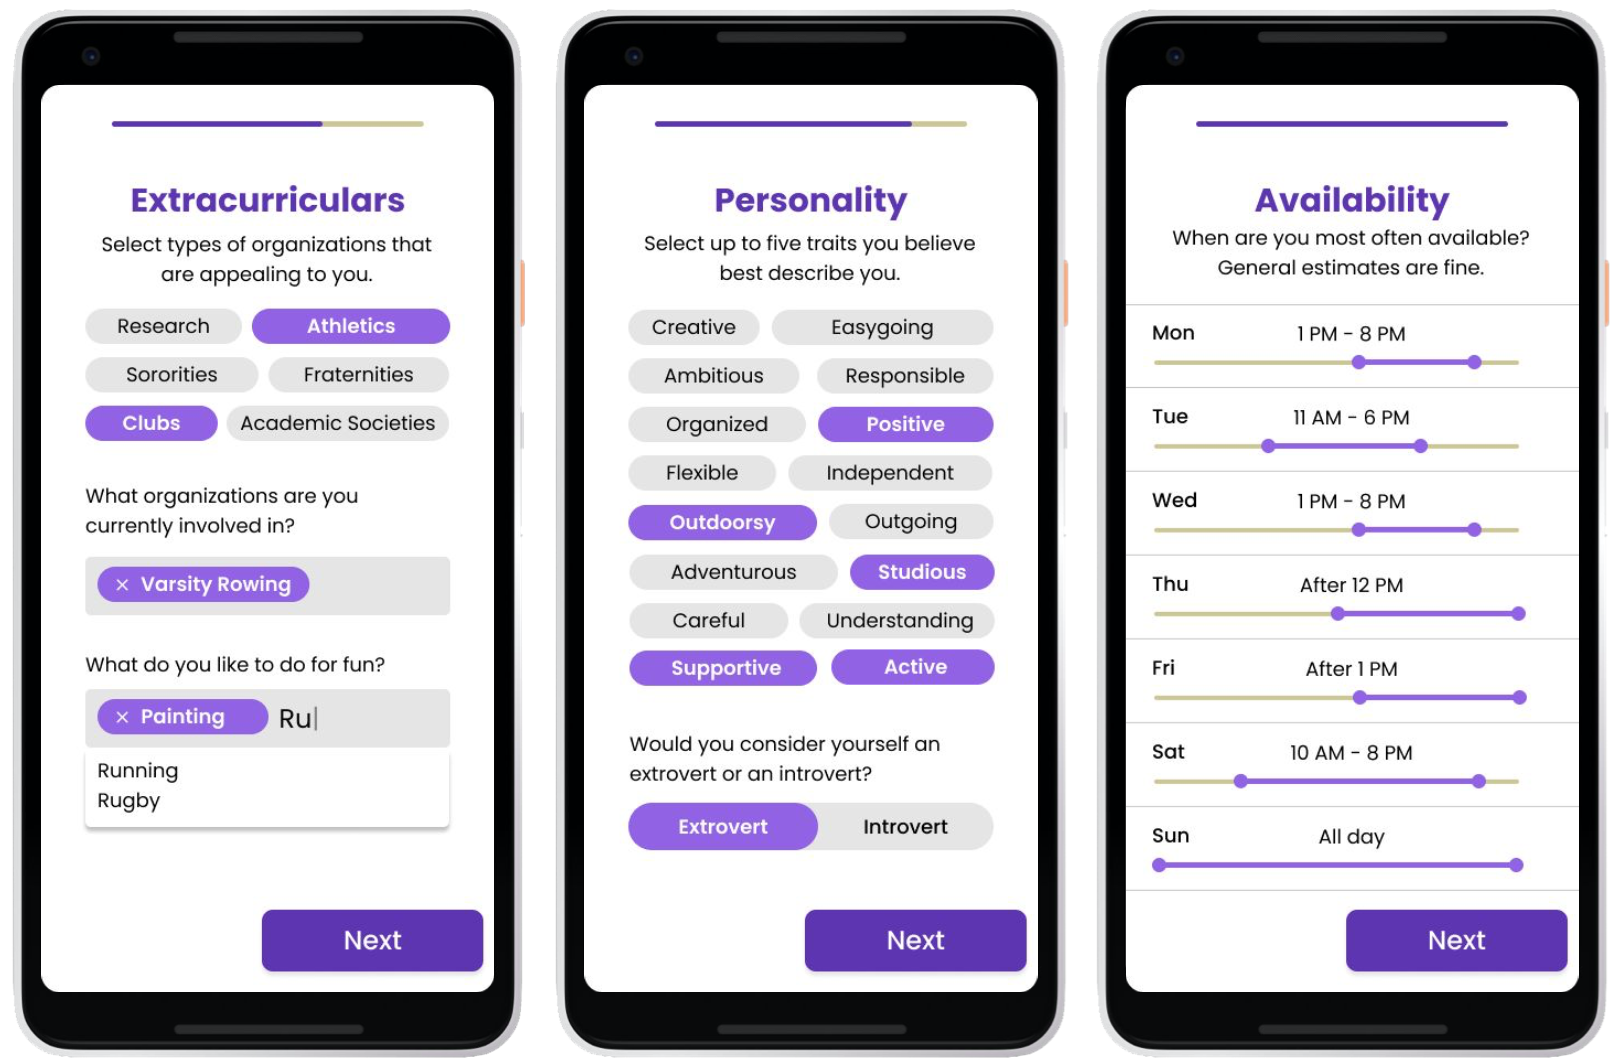 Extracurriculars
Select types of organizations that
are appealing to you.
Research
Athletics
Sororities
Fraternities
Clubs
Academic Societies
What organizations are you
currently involved in?
× Varsity Rowing
What do you like to do for fun?
× Painting
Ru
Running
Rugby
Next
Personality
Select up to five traits you believe
best describe you.
Creative
Easygoing
Ambitious
Responsible
Organized
Positive
Flexible
Independent
Outdoorsy
Outgoing
Adventurous
Studious
Careful
Understanding
Supportive
Active
Would you consider yourself an
extrovert or an introvert?
Extrovert
Introvert
Next
Availability
When are you most often available?
General estimates are fine.
Mon
1 PM - 8 PM
Tue
11 AM - 6 PM
Wed
1 PM - 8 PM
Thu
After 12 PM
Fri
After 1 PM
Sat
10 AM - 8 PM
Sun
All day
Next